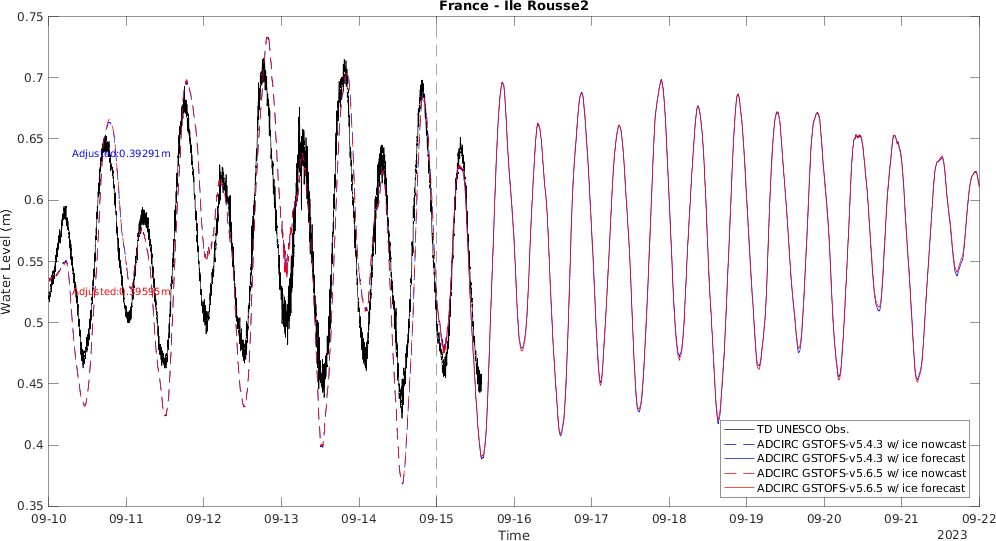 France - Ile Rousse2
0.75
0.7
0.65
0.6
0.55
0.5
0.45
0.4
0.35
Water Level (m)
Adjusted:0.39291m
Adjusted:0.39595m
TD UNESCO Obs.
ADCIRC GSTOFS-v5.4.3 w/ ice nowcast
ADCIRC GSTOFS-v5.4.3 w/ ice forecast
ADCIRC GSTOFS-v5.6.5 w/ ice nowcast
ADCIRC GSTOFS-v5.6.5 w/ ice forecast
09-10 09-11 09-12 09-13 09-14 09-15 09-16 09-17 09-18 09-19 09-20 09-21 09-22
Time
2023